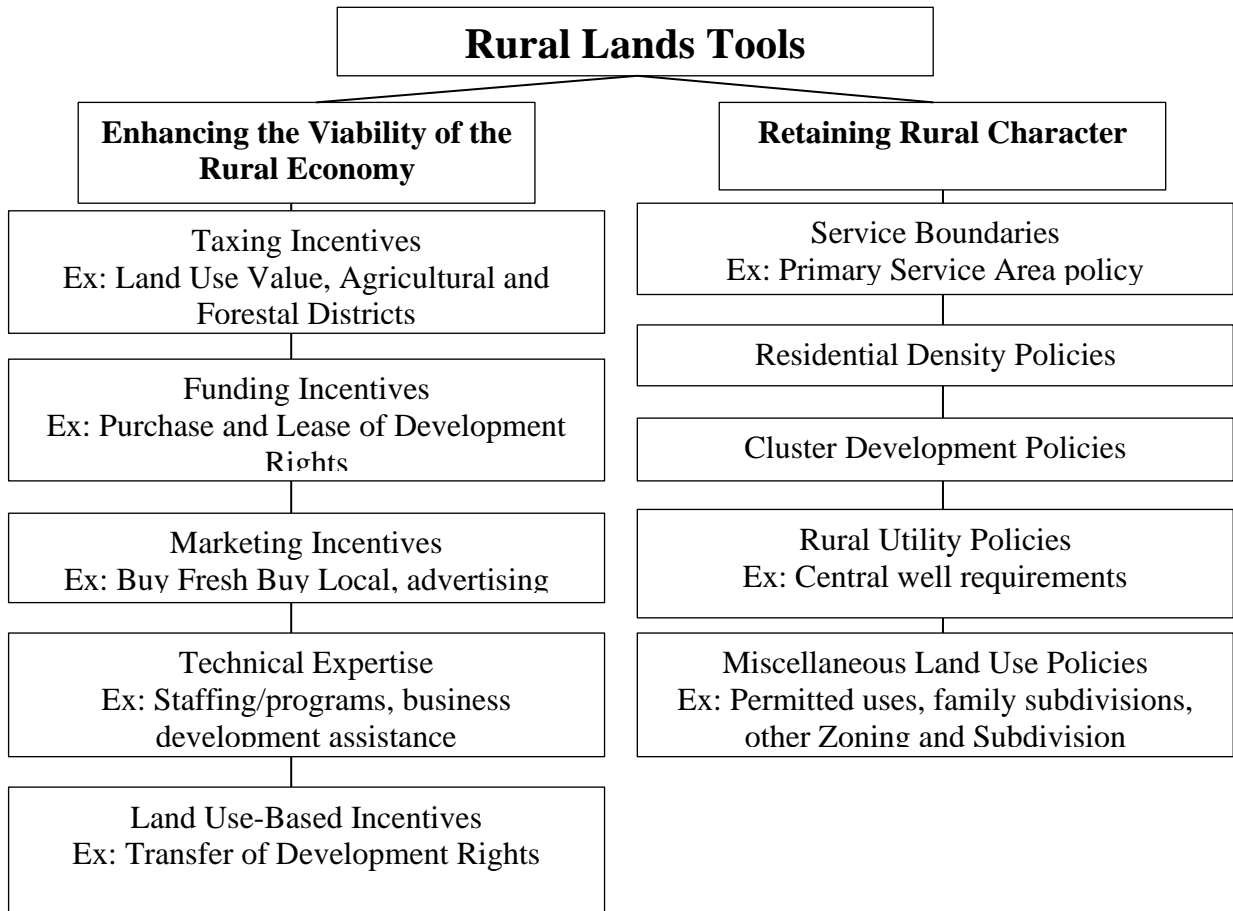 Rural Lands Tools
Enhancing the Viability of the
Rural Economy
Taxing Incentives
Ex: Land Use Value, Agricultural and
Forestal Districts
Funding Incentives
Ex: Purchase and Lease of Development
Rights
Marketing Incentives
Ex: Buy Fresh Buy Local, advertising
Technical Expertise
Ex: Staffing/programs, business
development assistance
Land Use-Based Incentives
Ex: Transfer of Development Rights
Retaining Rural Character
Service Boundaries
Ex: Primary Service Area policy
Residential Density Policies
Cluster Development Policies
Rural Utility Policies
Ex: Central well requirements
Miscellaneous Land Use Policies
Ex: Permitted uses, family subdivisions,
other Zoning and Subdivision